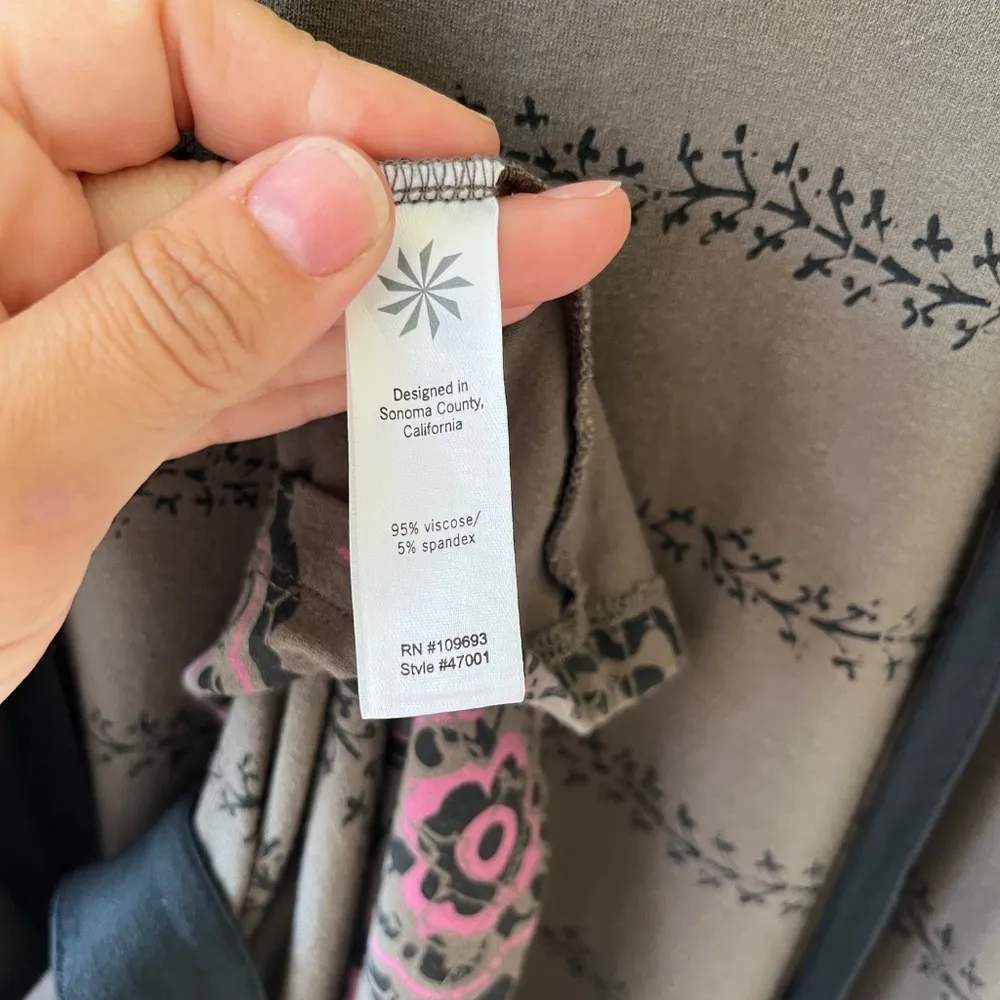 Designed in
Sonoma County,
California
95% viscose/
5% spandex
RN #109693
Style #47001